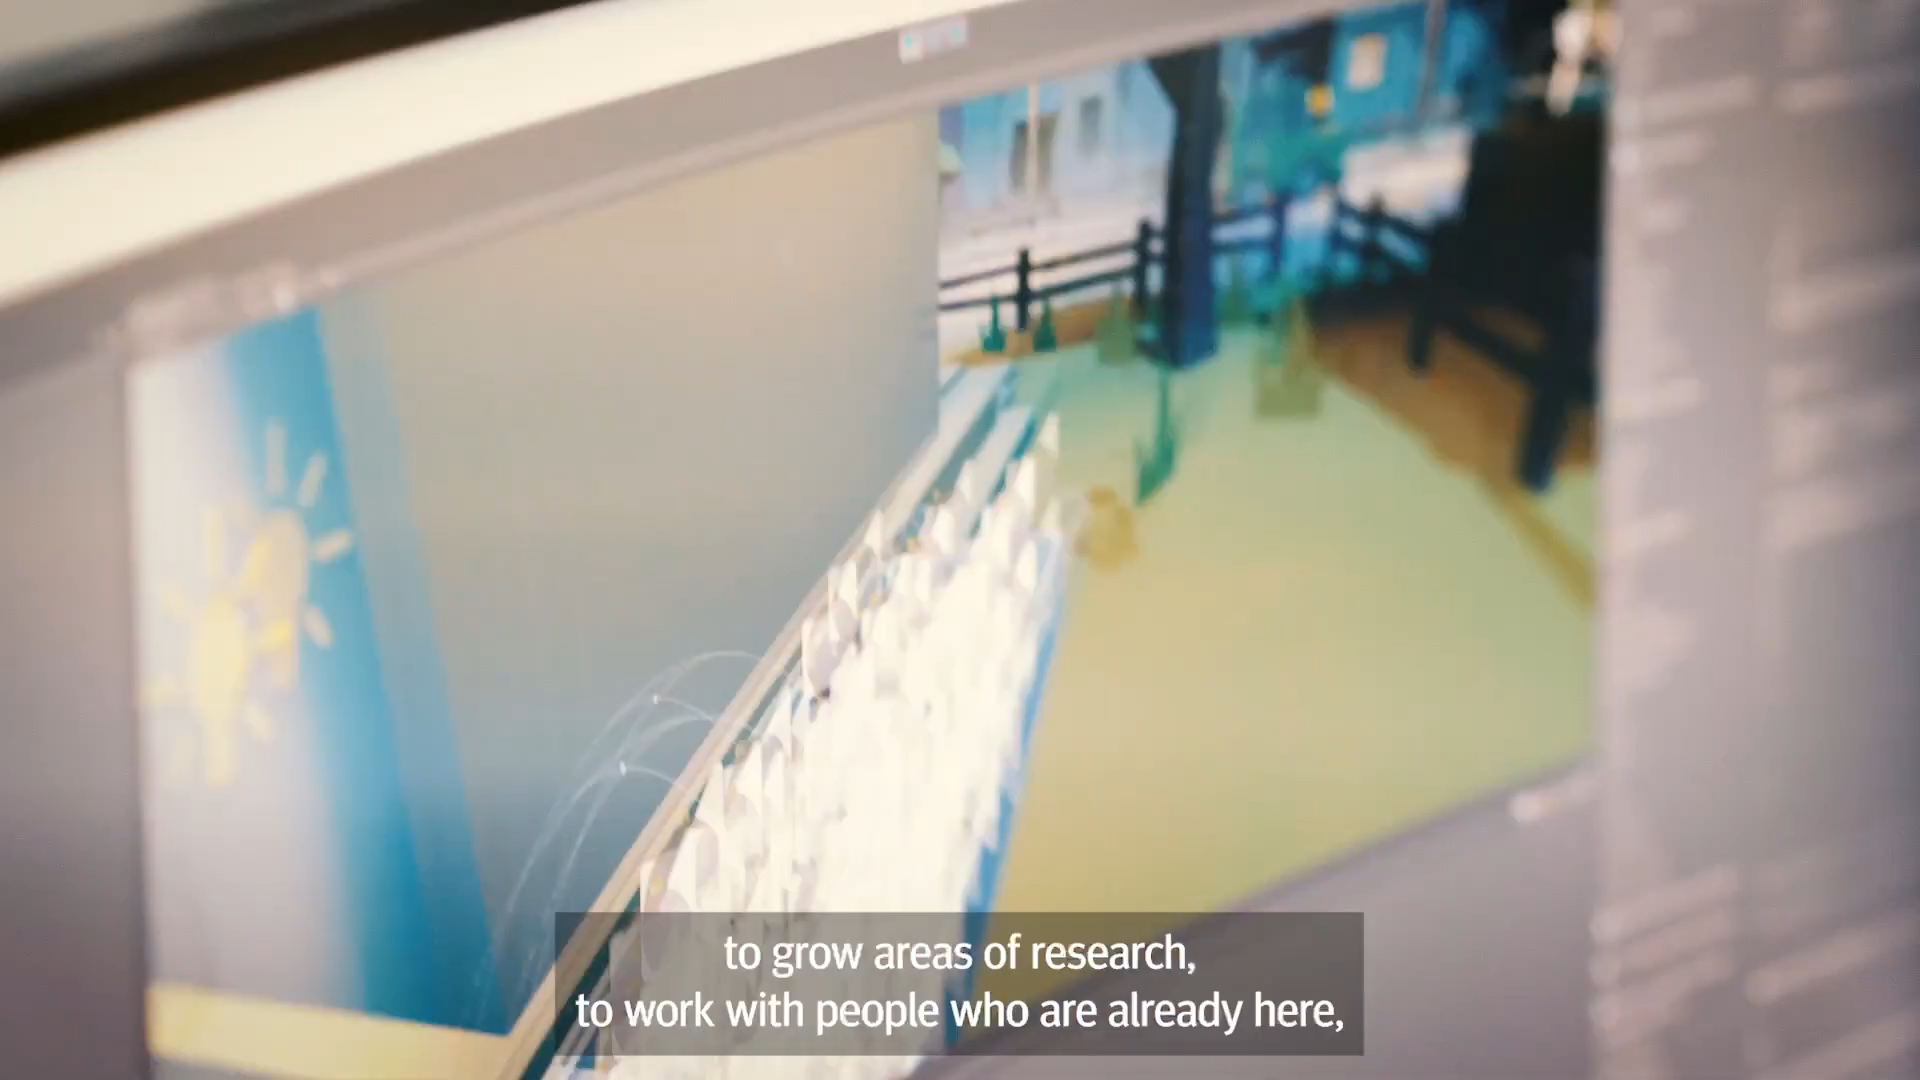 to grow areas of research,
to work with people who are already here,